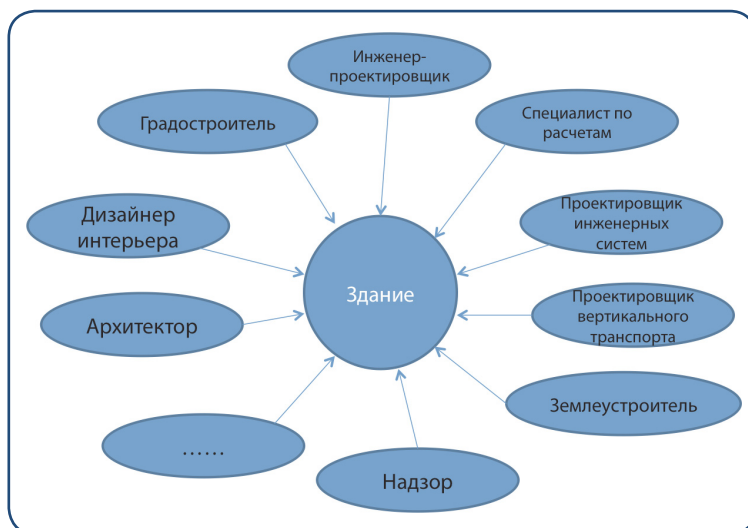 Инженер-
проектировщик
Градостроитель
Специалист по
расчетам
Дизайнер
интерьера
Проектировщик
инженерных
систем
Здание
Архитектор
Проектировщик
вертикального
транспорта
Землеустроитель
……
Надзор